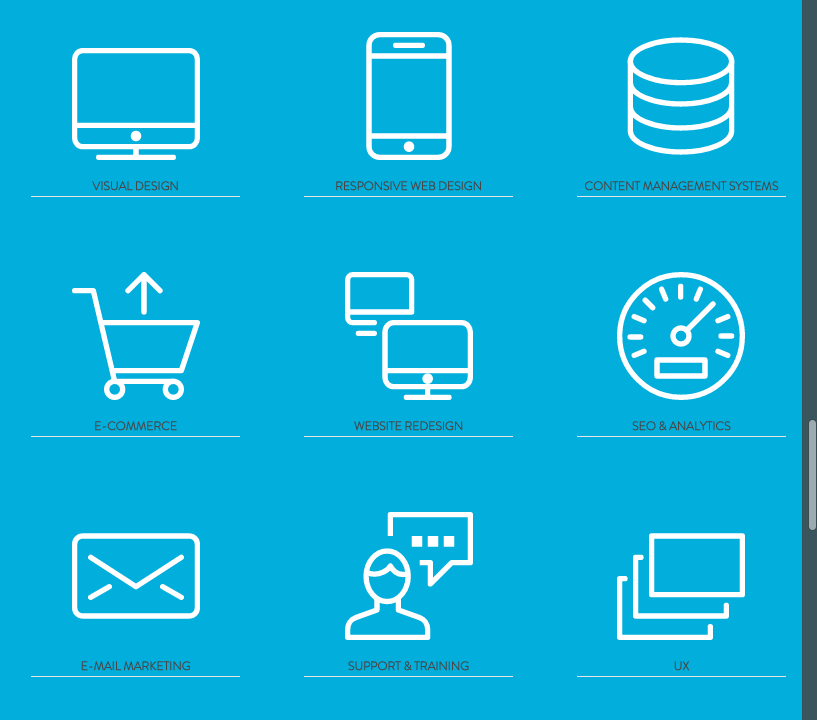 VISUAL DESIGN
RESPONSIVE WEB DESIGN
CONTENT MANAGEMENT SYSTEMS
E-COMMERCE
WEBSITE REDESIGN
SEO & ANALYTICS
E-MAIL MARKETING
SUPPORT & TRAINING
UX